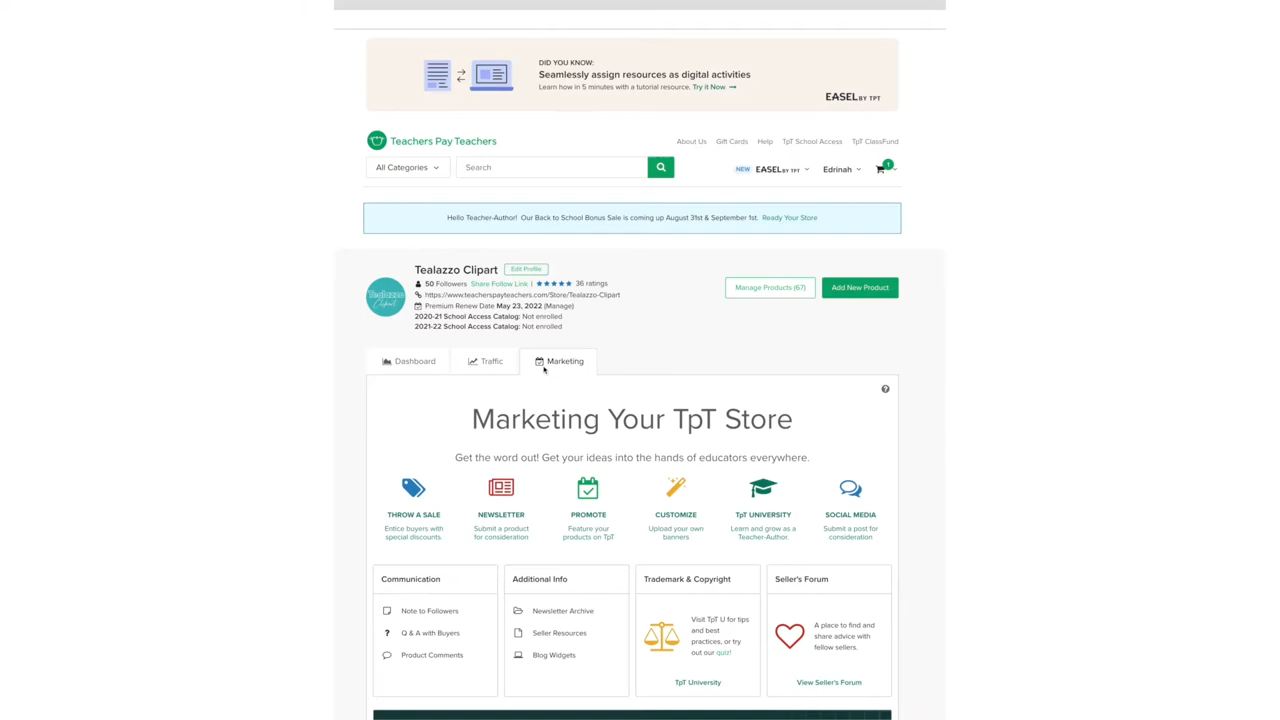 DID YOU KNOW:
Seamlessly assign resources as digital activities
Learn how in 5 minutes with a tutorial resource. Try it Now
EASEL BY TPT
Teachers Pay Teachers
About Us
Gift Cards
Help
TpT School Access
TpT ClassFund
All Categories
Search
NEW
EASEL BY TPT
Edrinah
1
Hello Teacher-Author! Our Back to School Bonus Sale is coming up August 31st & September 1st. Ready Your Store
Tealazzo Clipart
Tealazzo Clipart
Edit Profile
50 Followers Share Follow Link | 36 ratings
https://www.teacherspayteachers.com/Store/Tealazzo-Clipart
Premium Renew Date May 23, 2022 (Manage)
2020-21 School Access Catalog: Not enrolled
2021-22 School Access Catalog: Not enrolled
Manage Products (67)
Add New Product
Dashboard
Traffic
Marketing
?
Marketing Your TpT Store
Get the word out! Get your ideas into the hands of educators everywhere.
THROW A SALE
Entice buyers with
special discounts.
NEWSLETTER
Submit a product
for consideration
PROMOTE
Feature your
products on TpT
CUSTOMIZE
Upload your own
banners
TpT UNIVERSITY
Learn and grow as a
Teacher-Author.
SOCIAL MEDIA
Submit a post for
consideration
Communication
Note to Followers
? Q & A with Buyers
Product Comments
Additional Info
Newsletter Archive
Seller Resources
Blog Widgets
Trademark & Copyright
Visit TpT U for tips
and best
practices, or try
out our quiz!
TpT University
Seller's Forum
A place to find and
share advice with
fellow sellers.
View Seller's Forum